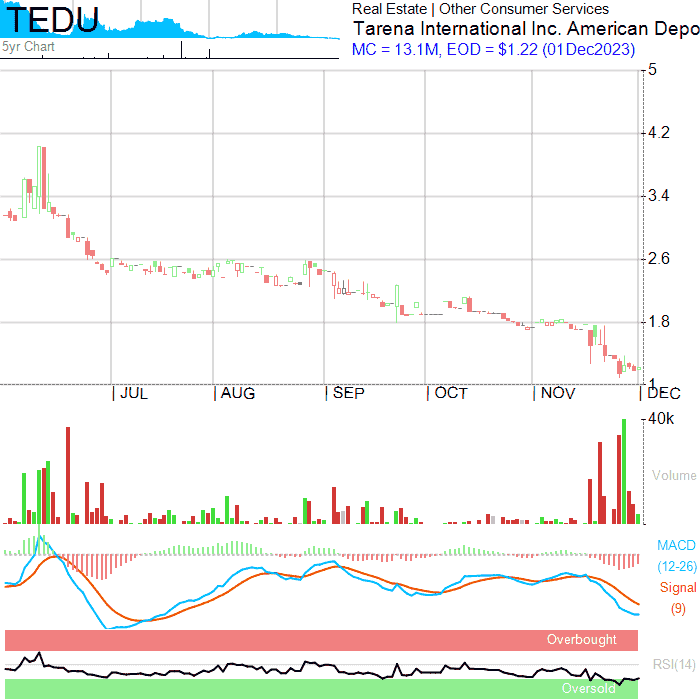 TEDU
5yr Chart
Real Estate | Other Consumer Services
Tarena International Inc. American Depo
MC = 13.1M, EOD = $1.22 (01Dec2023)
5
4.2
3.4
2.6
1.8
1
JUL
AUG
SEP
OCT
NOV
DEC
40k
Volume
MACD
(12-26)
Signal
(9)
Overbought
RSI(14)
Oversold